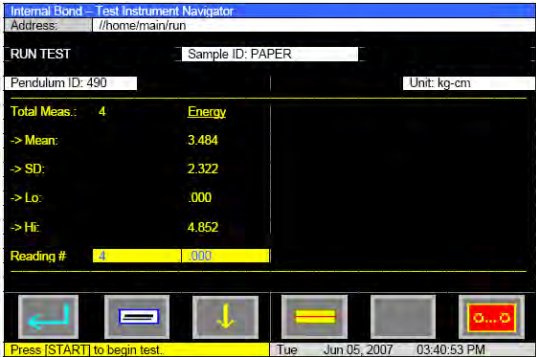 Internal Bond – Test Instrument Navigator
Address: //home/main/run
RUN TEST Sample ID: PAPER
Pendulum ID: 490 Unit: kg-cm
Total Meas.: 4 Energy
-> Mean: 3.484
-> SD: 2.322
-> Lo: .000
-> Hi: 4.852
Reading # 4 .000
o...o
Press [START] to begin test. Tue Jun 05, 2007 03:40:53 PM